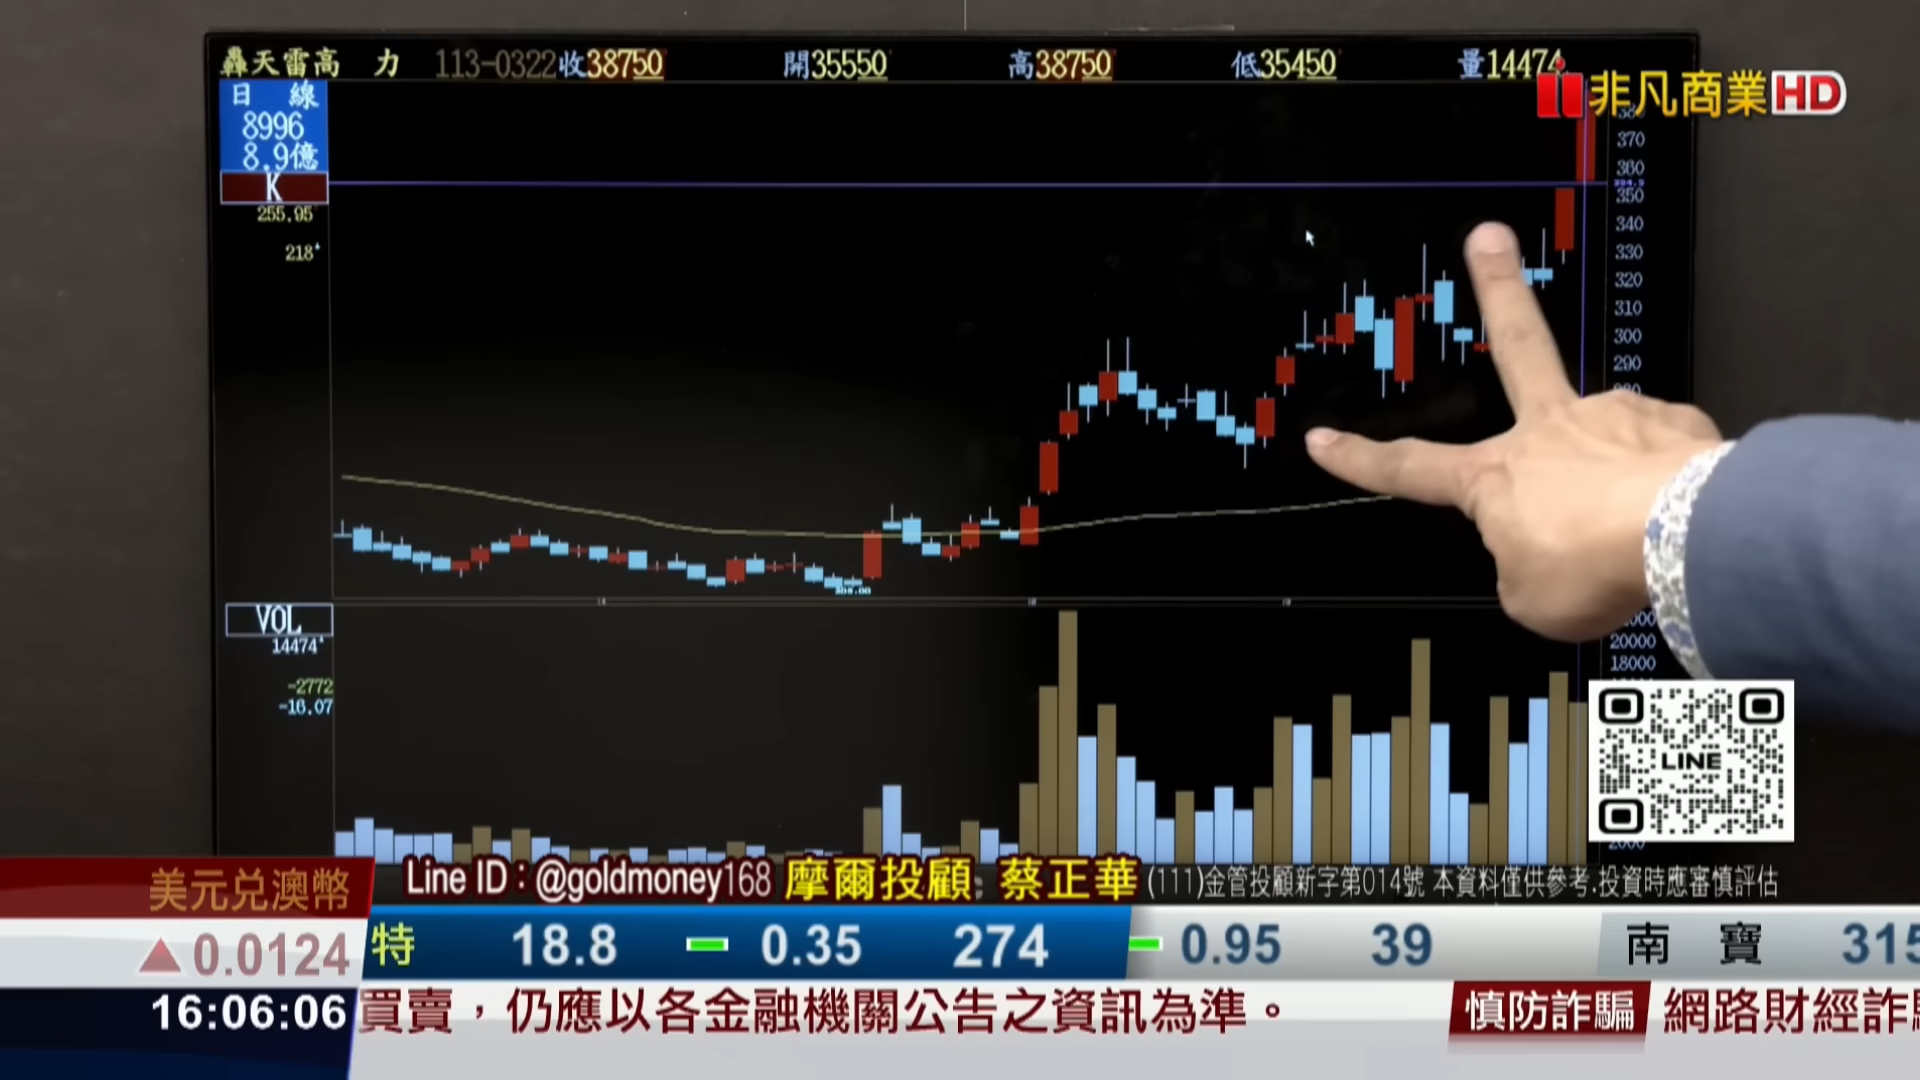 轟天雷高 力 113-0322收38750 開35550 高38750 低35450 量14474
非凡商業HD
日 線
8996
8.9億
K
255.95
218
370
360
354.5
350
340
330
320
310
300
290
VOL
14474
-2772
-16.07
20000
18000
LINE
2000
Line ID:@goldmoney168 摩爾投顧 蔡正華 (111)金管投顧新字第014號 本資料僅供參考.投資時應審慎評估
美元兑澳幣
▲0.0124
特 18.8 0.35 274 0.95 39 南 寶 315
16:06:06
買賣,仍應以各金融機關公告之資訊為準。 慎防詐騙 網路財經詐騙